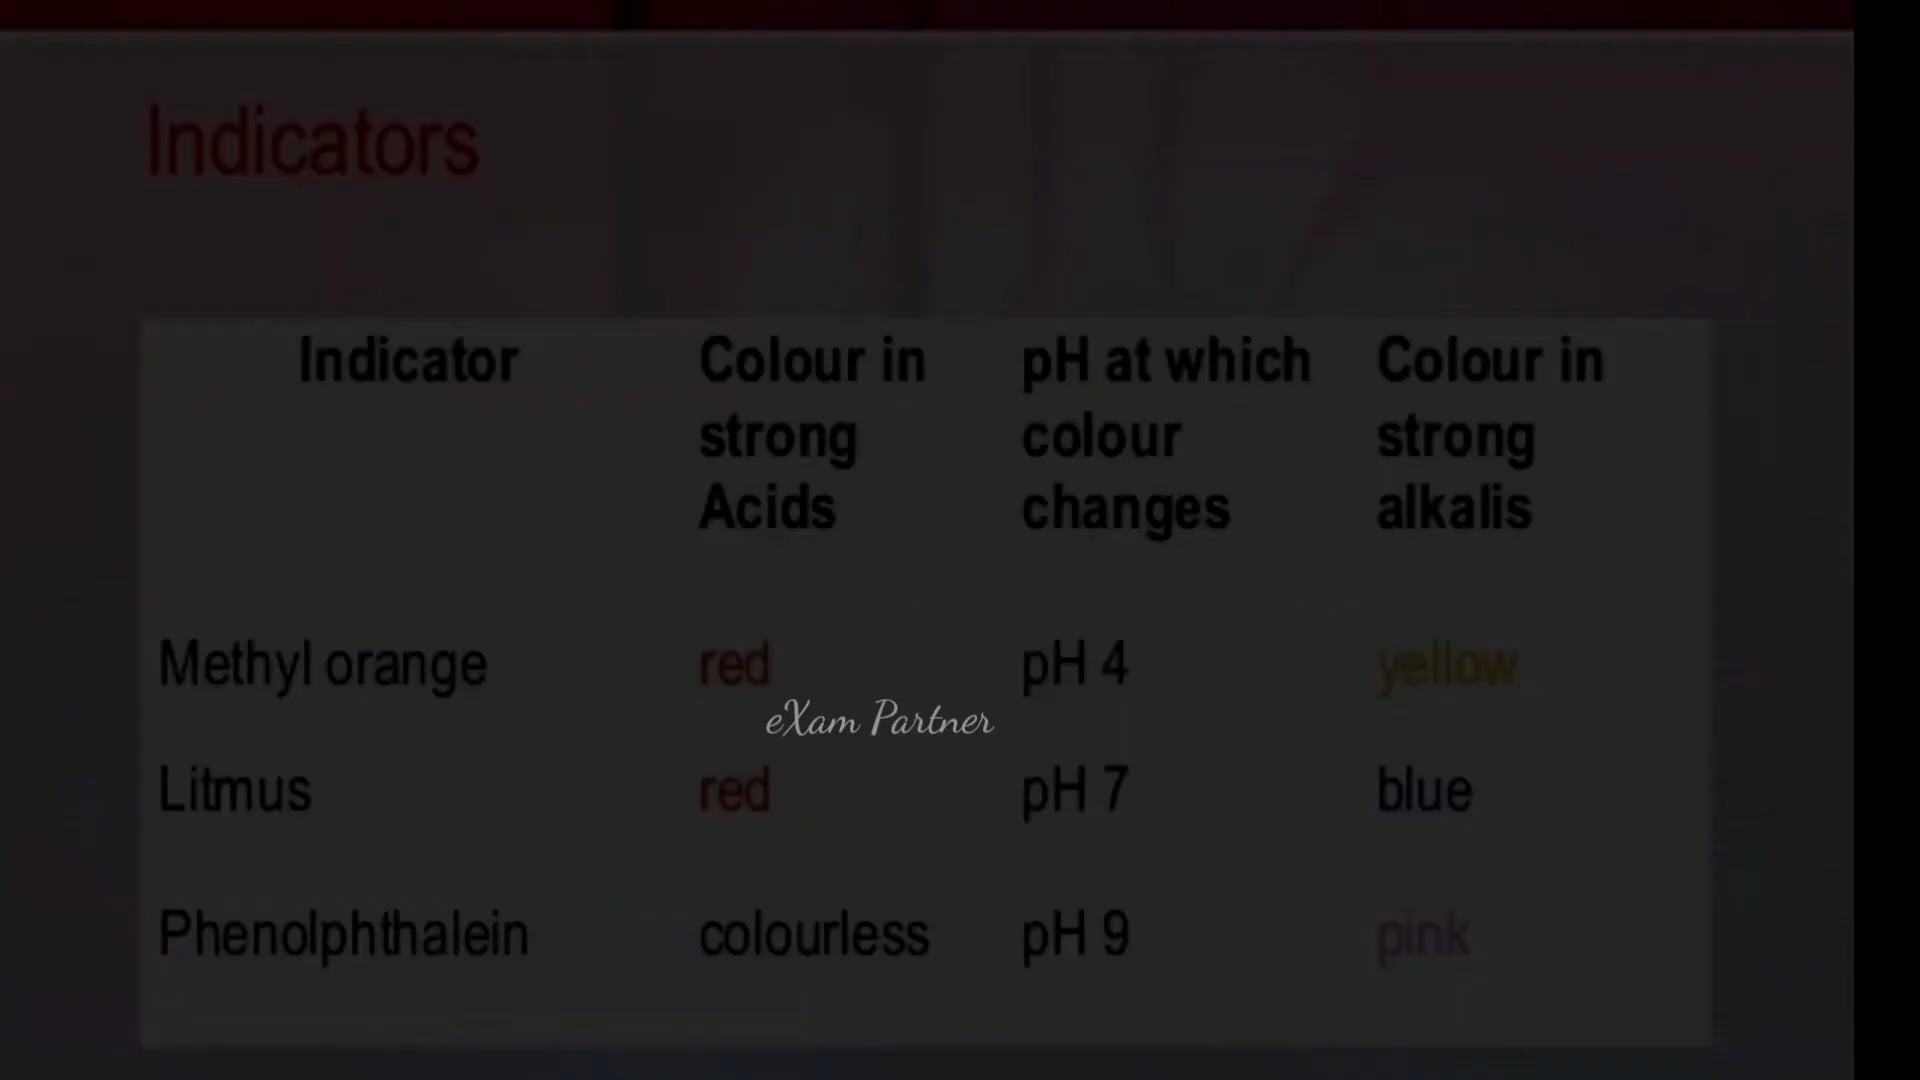 Indicators
Indicator Colour in pH at which Colour in
strong colour strong
Acids changes alkalis
Methyl orange red pH 4 yellow
eXam Partner
Litmus red pH 7 blue
Phenolphthalein colourless pH 9 pink